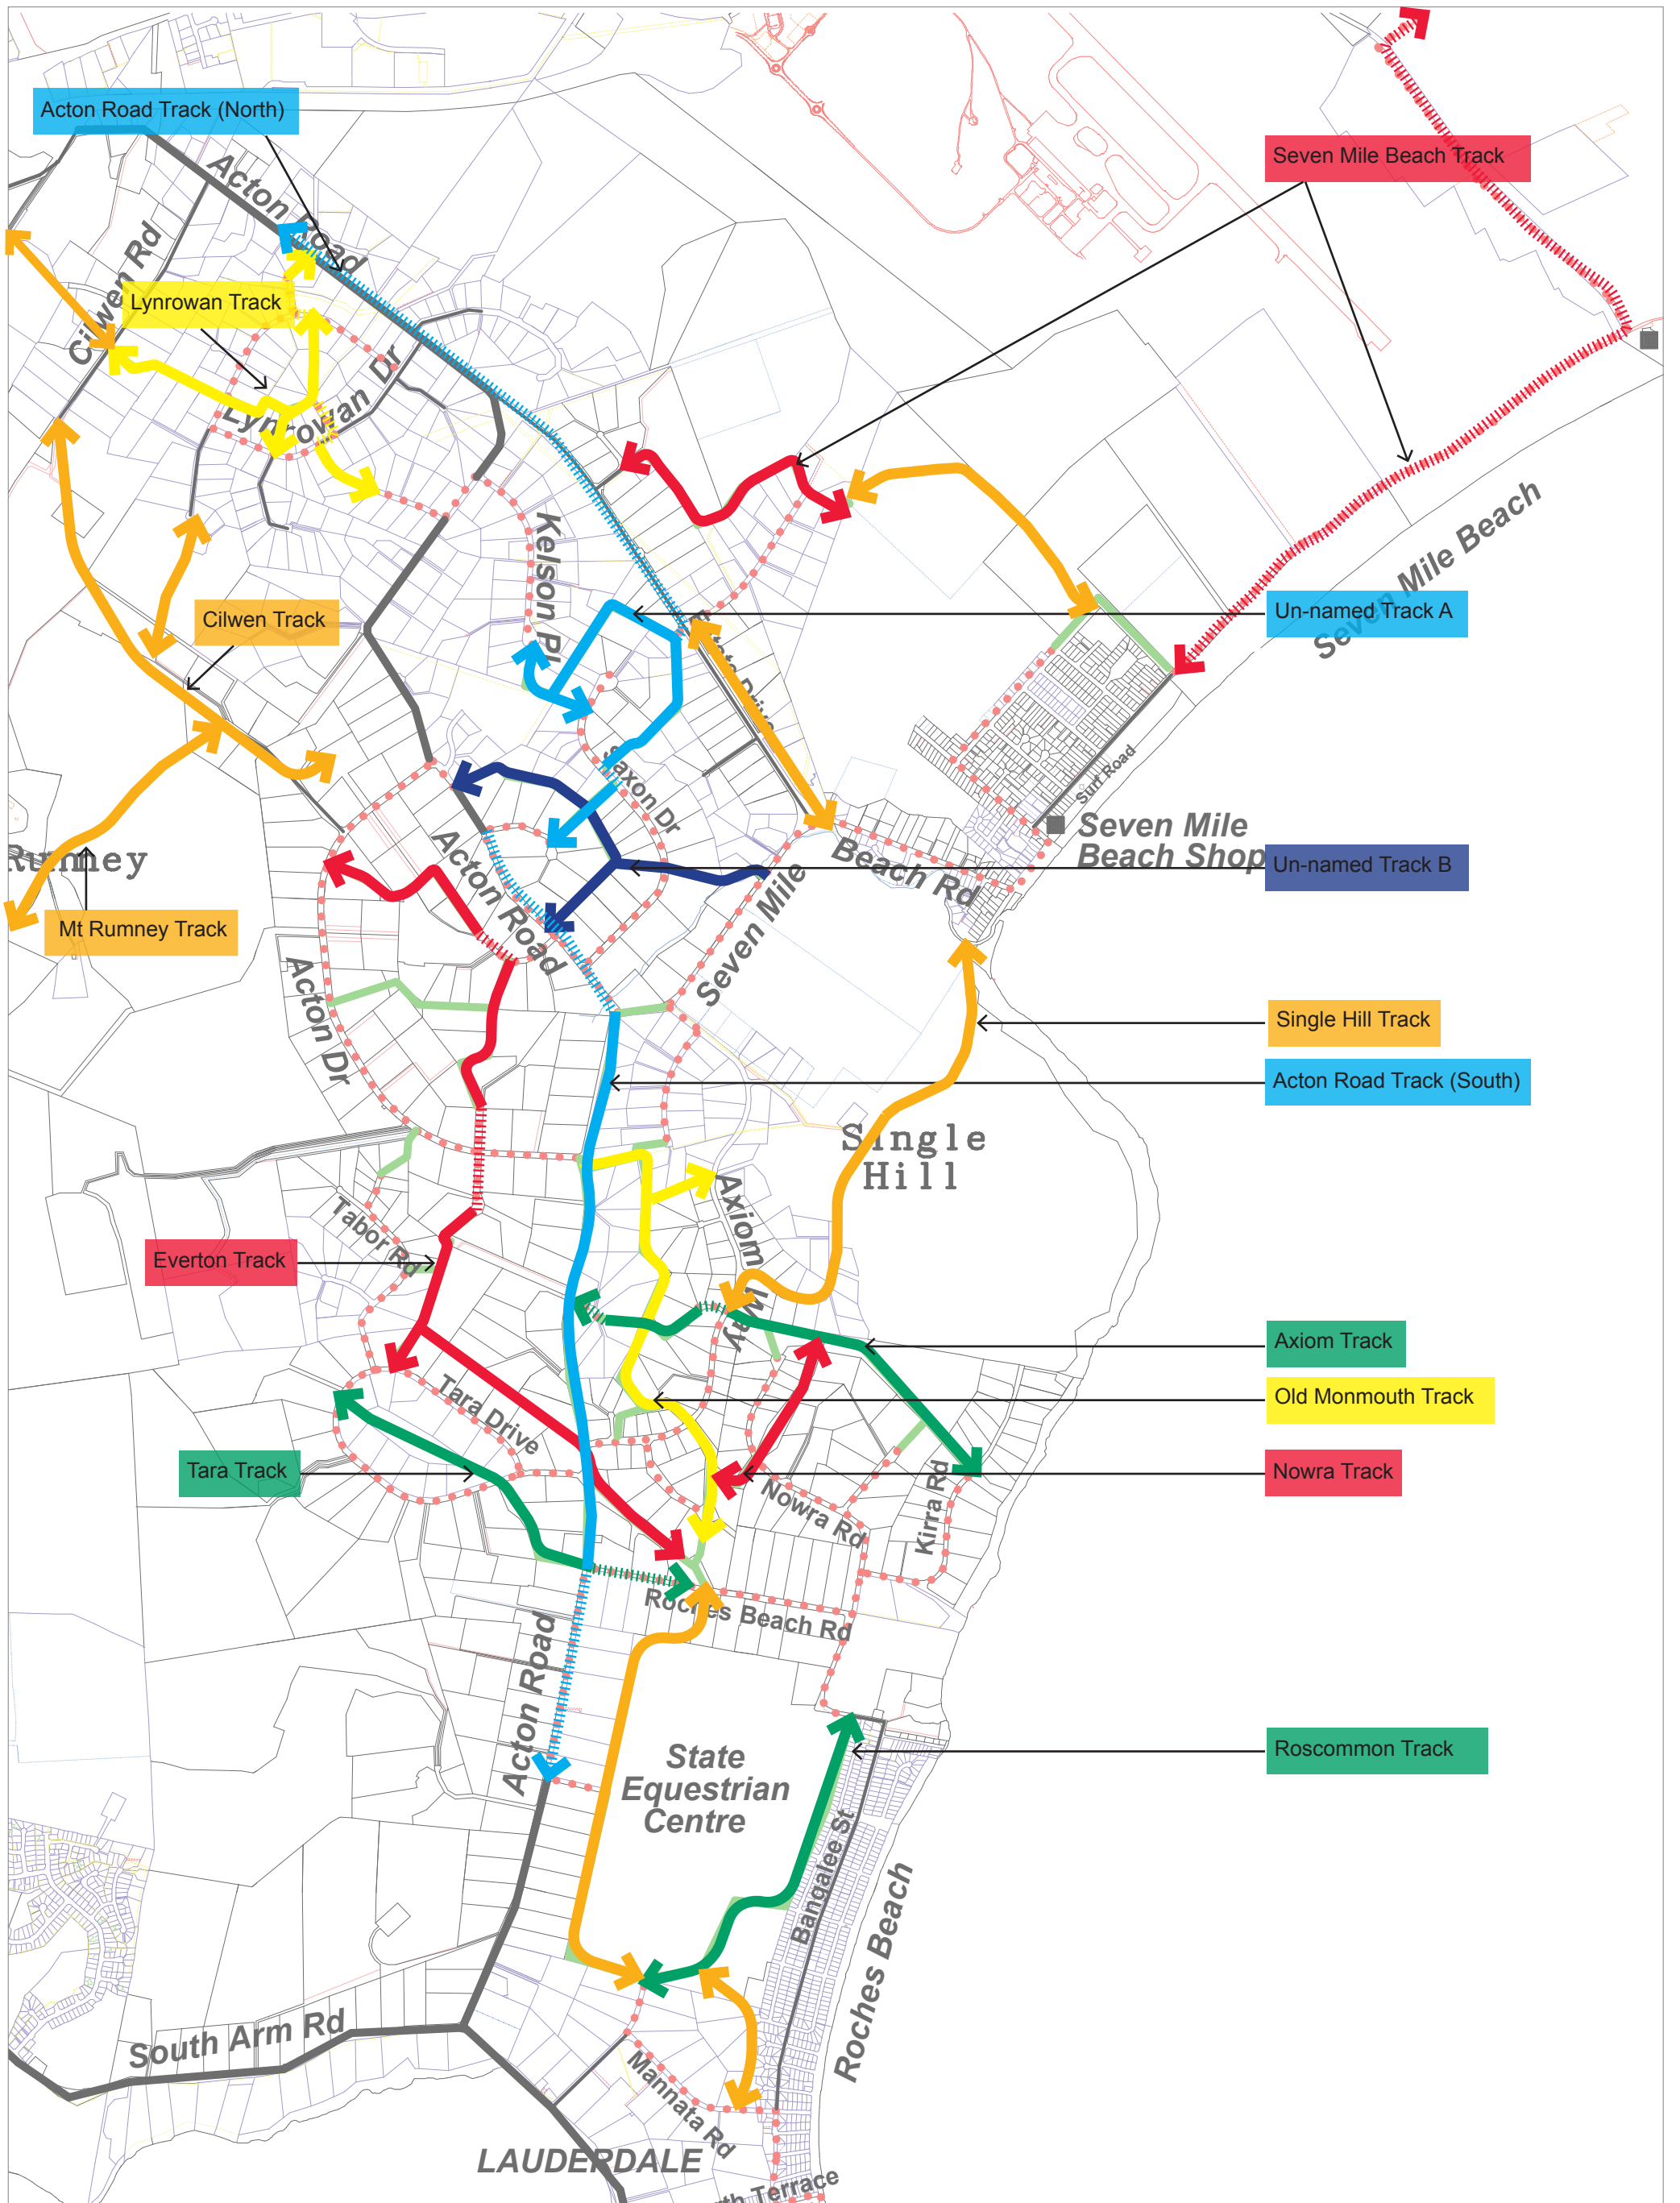 Acton Road Track (North)
Seven Mile Beach Track
Acton Road
Cilwen Rd
Lynrowan Track
Lynrowan Dr
Kelson Pl
Seven Mile Beach
Un-named Track A
Cilwen Track
Drive
Saxon Dr
Surf Road
Seven Mile
Beach Shop
Rumney
Acton Road
Beach Rd
Un-named Track B
Mt Rumney Track
Seven Mile
Acton Dr
Single Hill Track
Acton Road Track (South)
Single
Hill
Axiom Way
Tabor Rd
Everton Track
Axiom Track
Tara Drive
Old Monmouth Track
Tara Track
Nowra Track
Nowra Rd
Kirra Rd
Roches Beach Rd
Acton Road
State
Equestrian
Centre
Roscommon Track
Bangalee St
Roches Beach
South Arm Rd
Mannata Rd
LAUDERDALE
Terrace